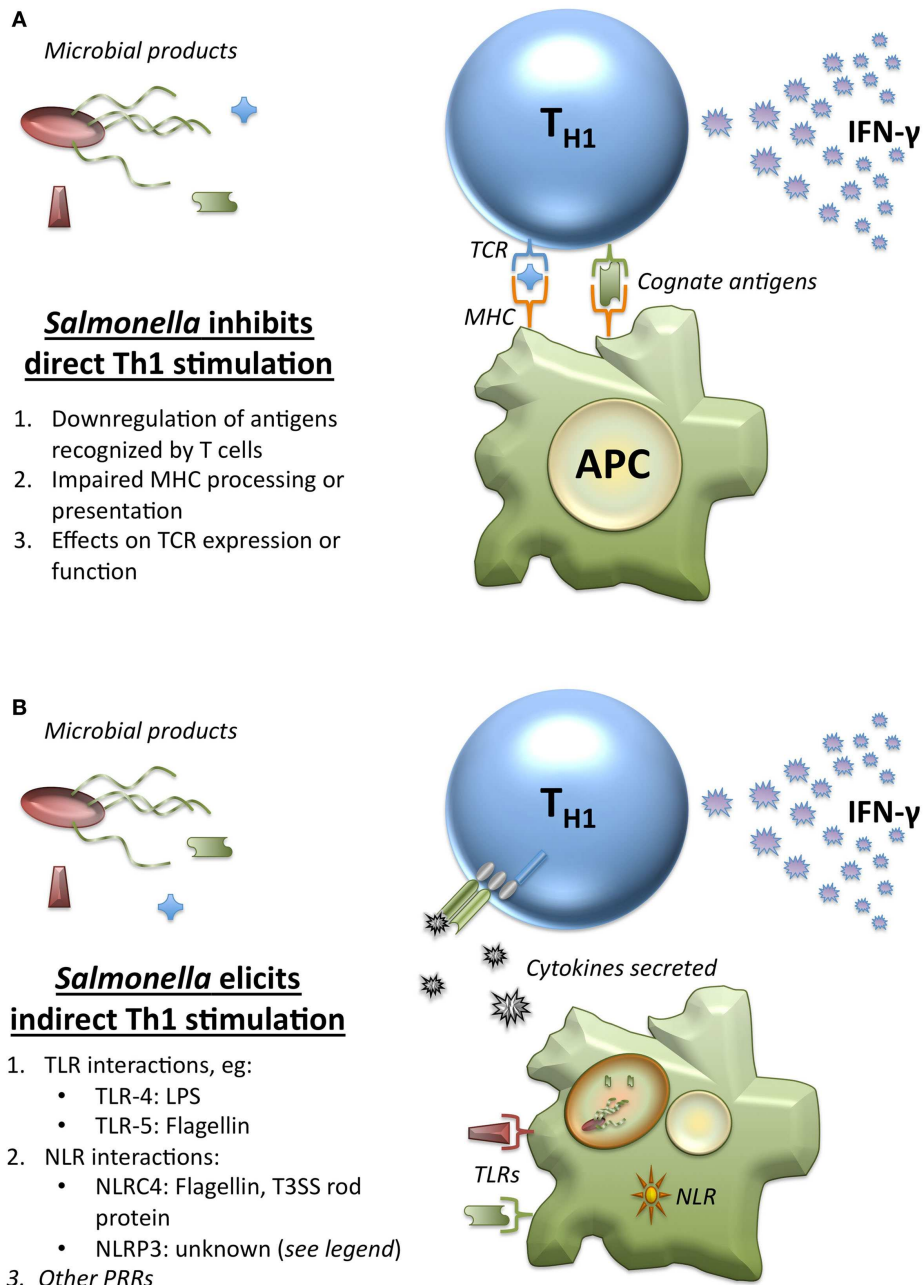 A
Microbial products
T H1
IFN-γ
TCR
Cognate antigens
MHC
APC
Salmonella inhibits
direct Th1 stimulation
1. Downregulation of antigens
recognized by T cells
2. Impaired MHC processing or
presentation
3. Effects on TCR expression or
function
B
Microbial products
T H1
IFN-γ
Cytokines secreted
TLRs
NLR
Salmonella elicits
indirect Th1 stimulation
1. TLR interactions, eg:
• TLR-4: LPS
• TLR-5: Flagellin
2. NLR interactions:
• NLRC4: Flagellin, T3SS rod
protein
• NLRP3: unknown (see legend)
3. Other PRRs